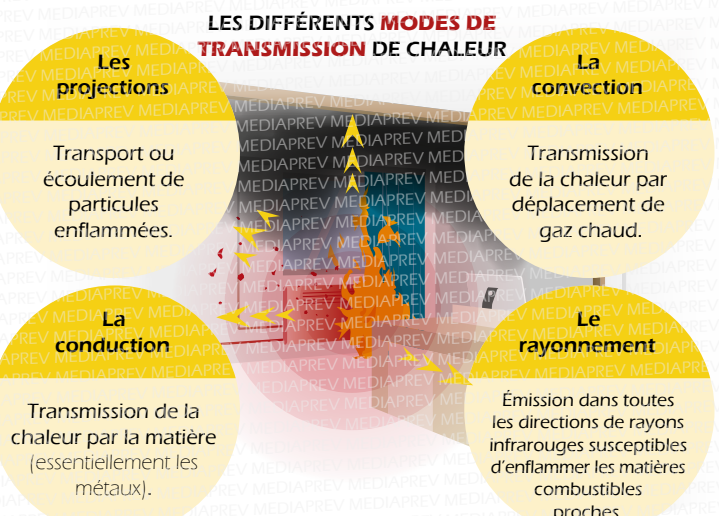 LES DIFFÉRENTS MODES DE
TRANSMISSION DE CHALEUR
Les
projections
Transport ou
écoulement de
particules
enflammées.
La
convection
Transmission
de la chaleur par
déplacement de
gaz chaud.
La
conduction
Transmission de la
chaleur par la matière
(essentiellement les
métaux).
Le
rayonnement
Émission dans toutes
les directions de rayons
infrarouges susceptibles
d'enflammer les matières
combustibles
proches
MEDIAPREV